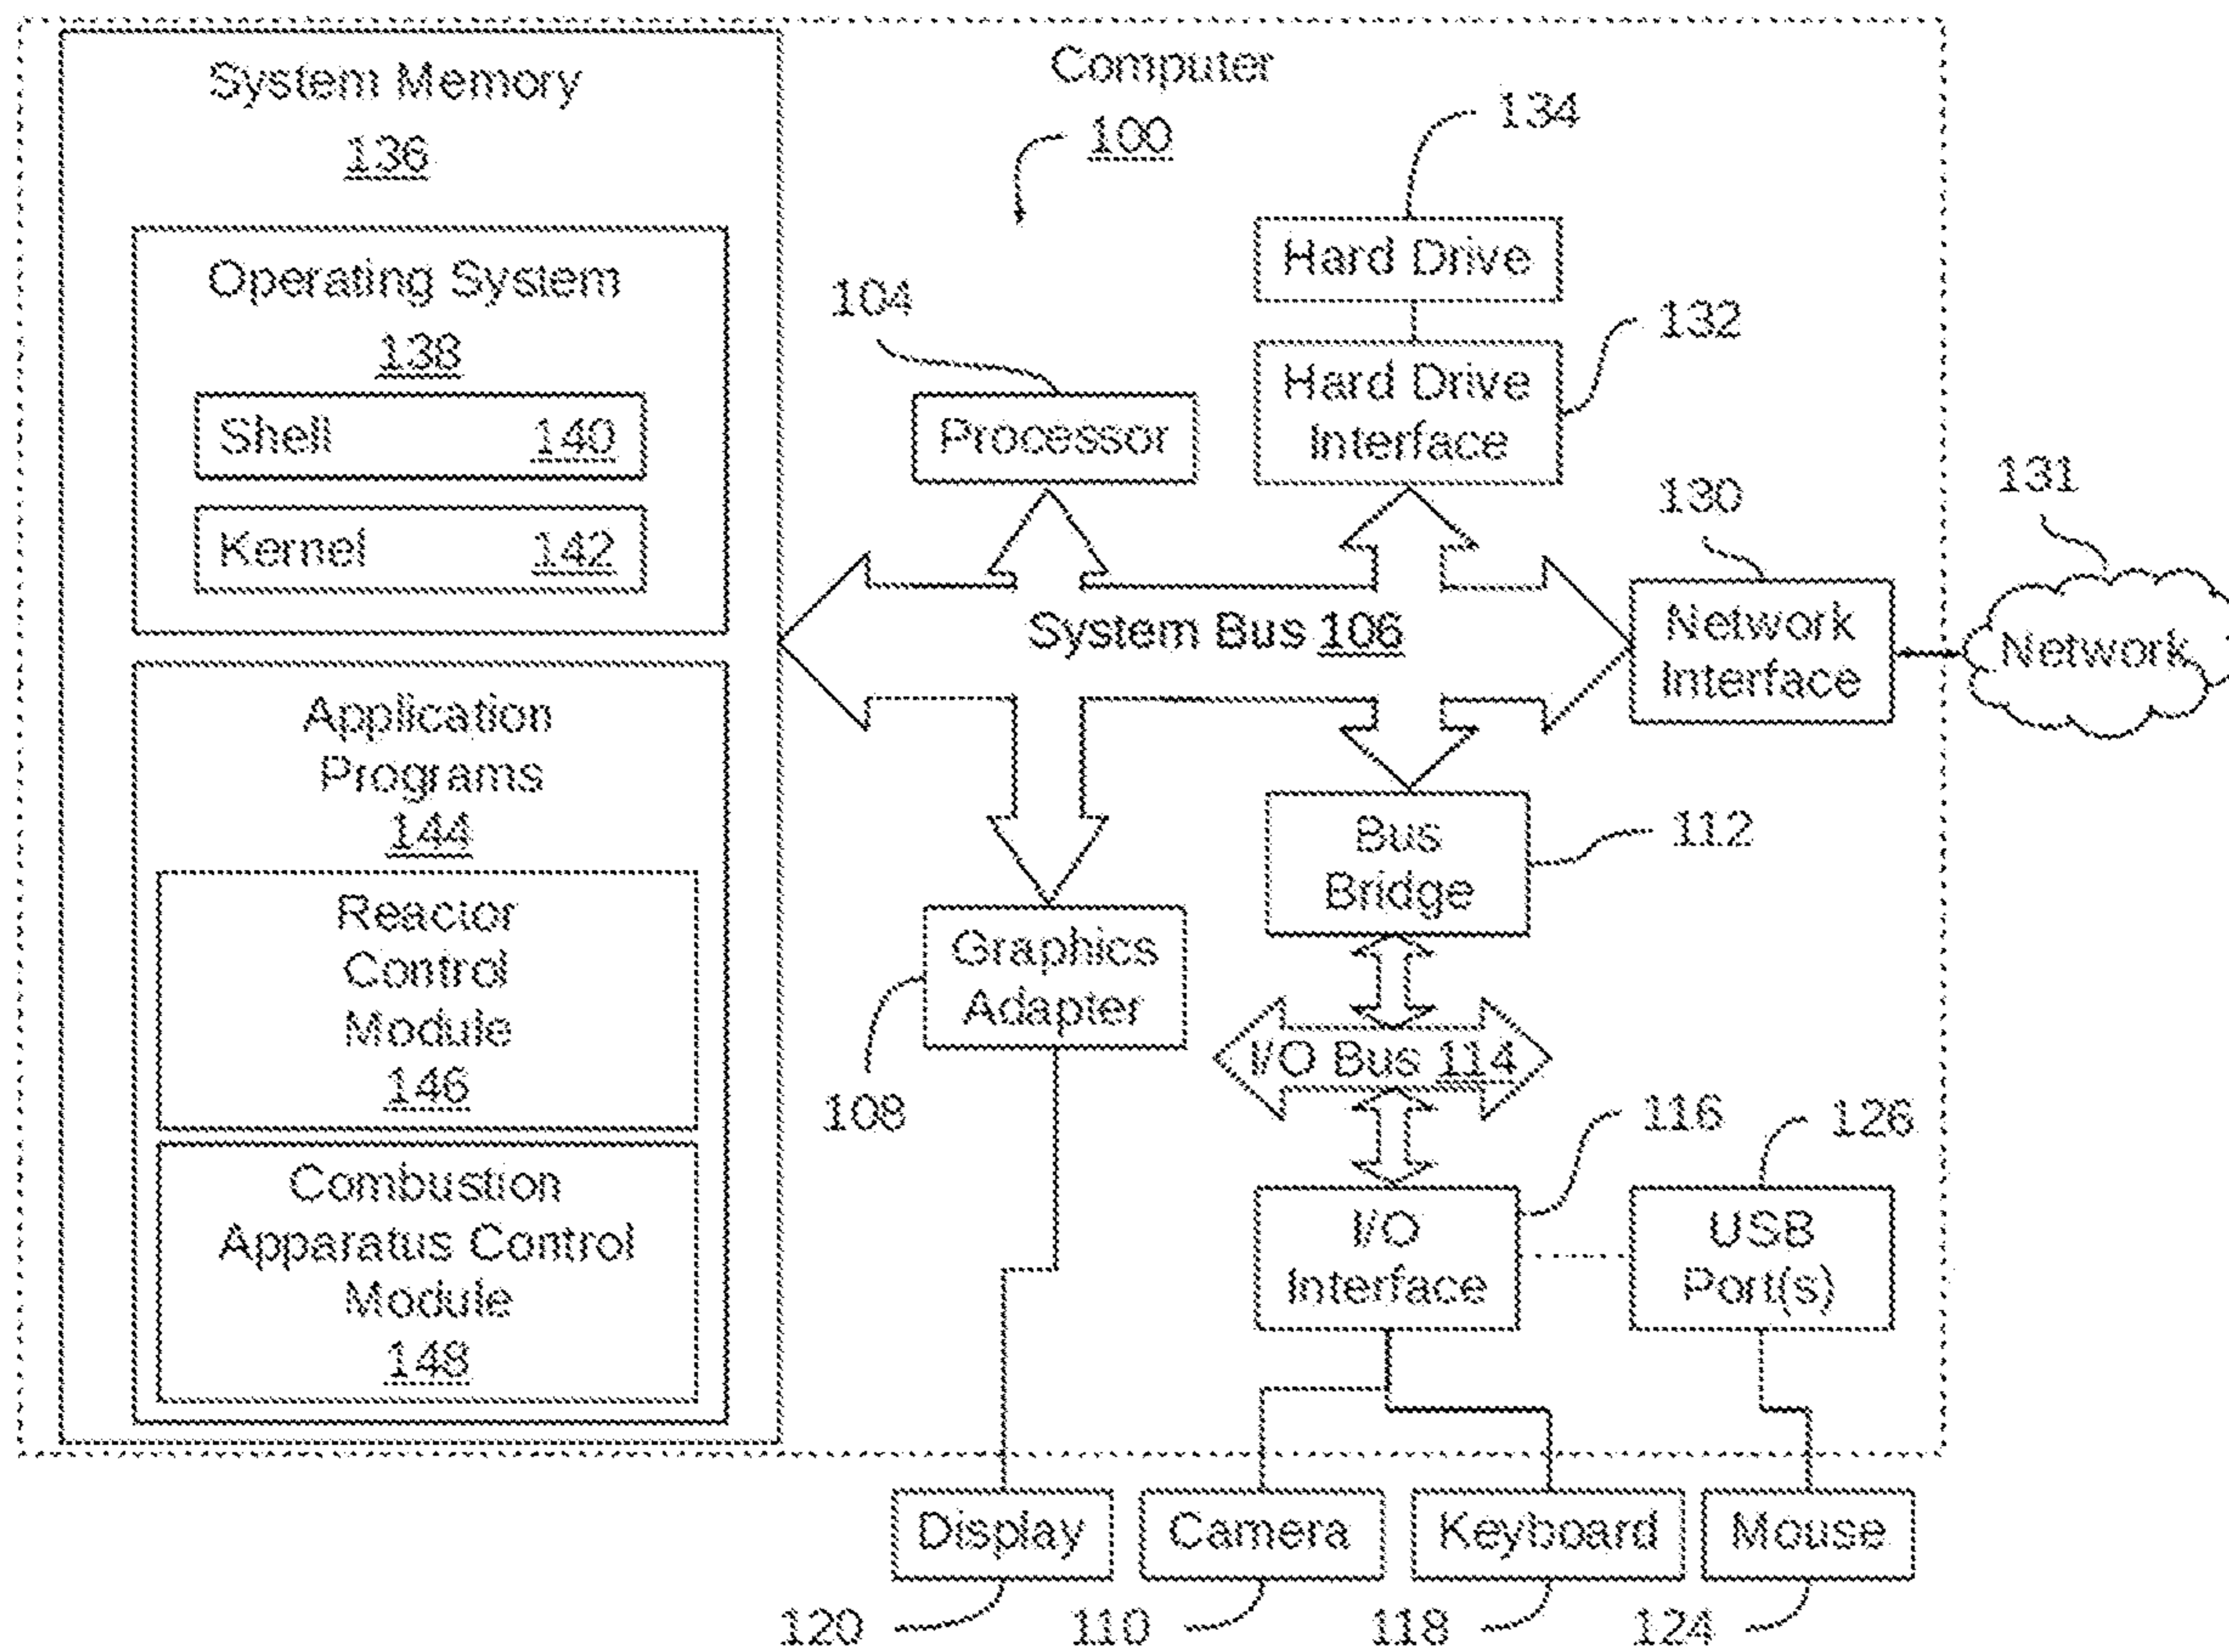 System Memory
136
Operating System
138
Shell 140
Kernel 142
Application
Programs
144
Reactor
Control
Module
146
Combustion
Apparatus Control
Module
148
Computer
100
134
Hard Drive
104
132
Processor
Hard Drive
Interface
130
131
System Bus 106
Network
Interface
Network
Bus
Bridge
112
Graphics
Adapter
108
I/O Bus 114
116
126
I/O
Interface
USB
Port(s)
Display
Camera
Keyboard
Mouse
120
110
118
124